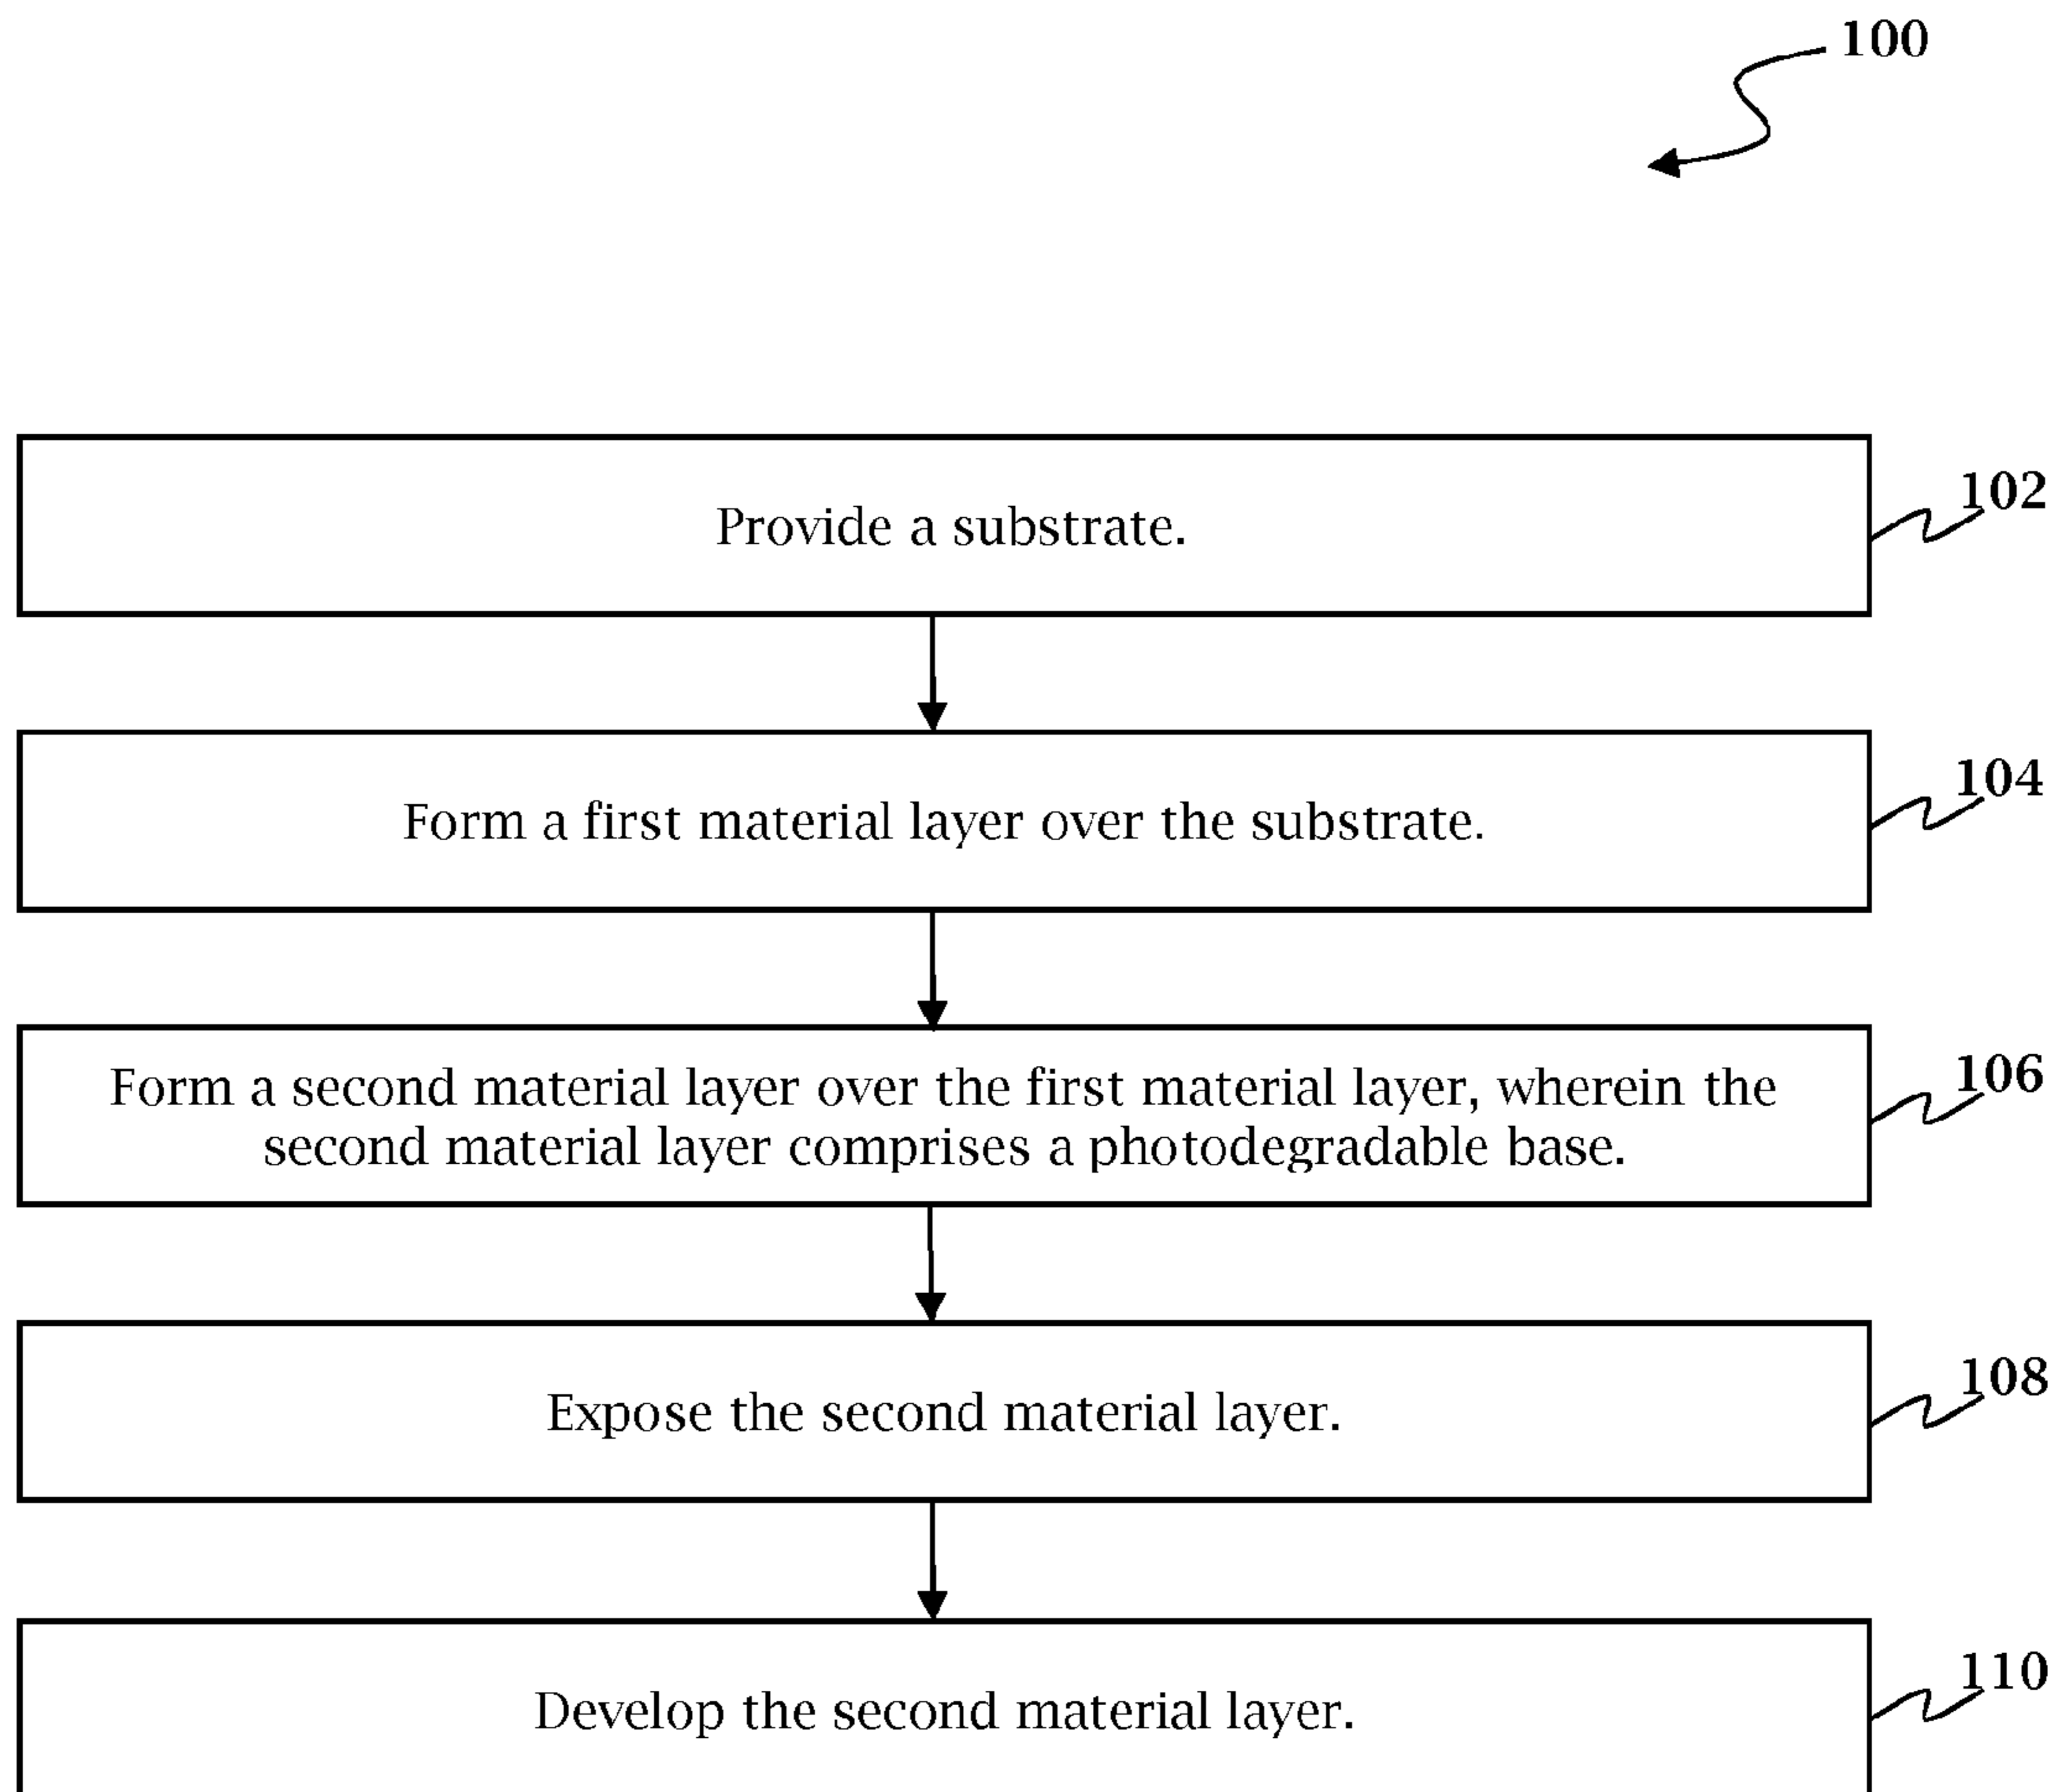 100
Provide a substrate.
102
Form a first material layer over the substrate.
104
Form a second material layer over the first material layer, wherein the
second material layer comprises a photodegradable base.
106
Expose the second material layer.
108
Develop the second material layer.
110